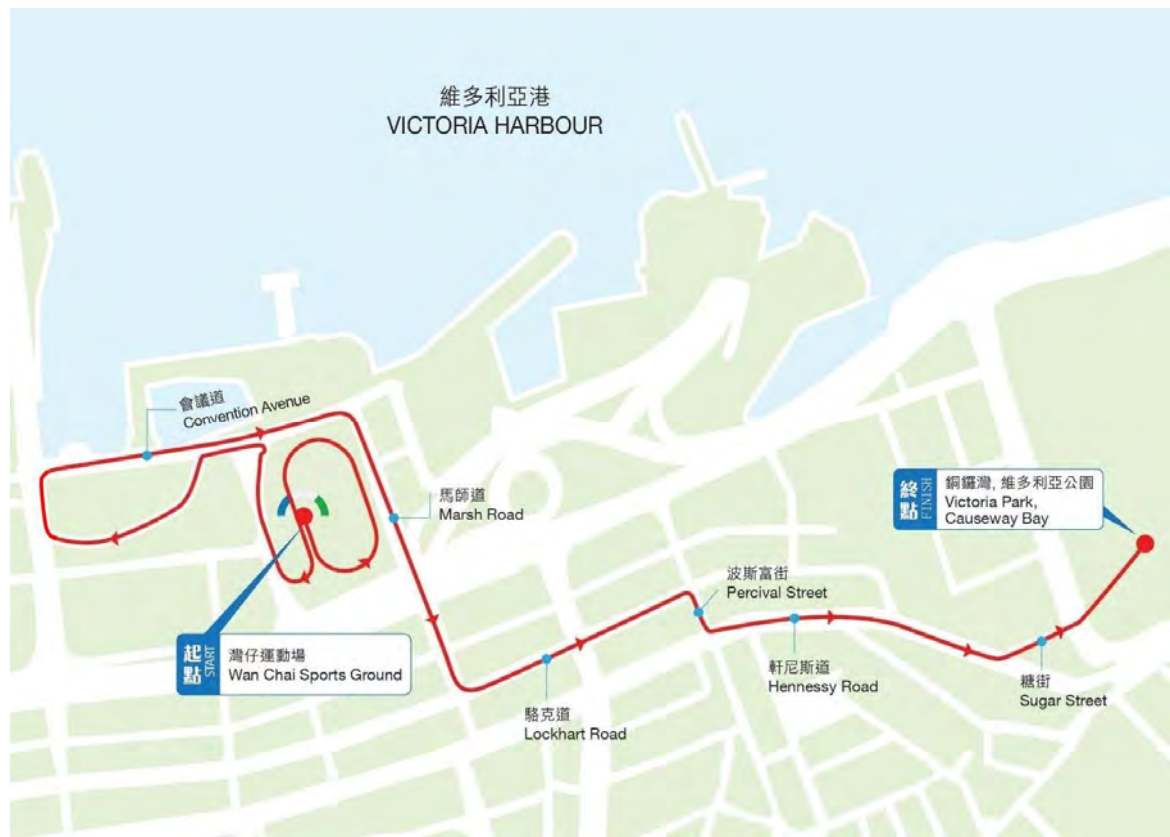 維多利亞港
VICTORIA HARBOUR
會議道
Convention Avenue
馬師道
Marsh Road
終點
FINISH
銅鑼灣, 維多利亞公園
Victoria Park,
Causeway Bay
波斯富街
Percival Street
起點
START
灣仔運動場
Wan Chai Sports Ground
軒尼斯道
Hennessy Road
糖街
Sugar Street
駱克道
Lockhart Road